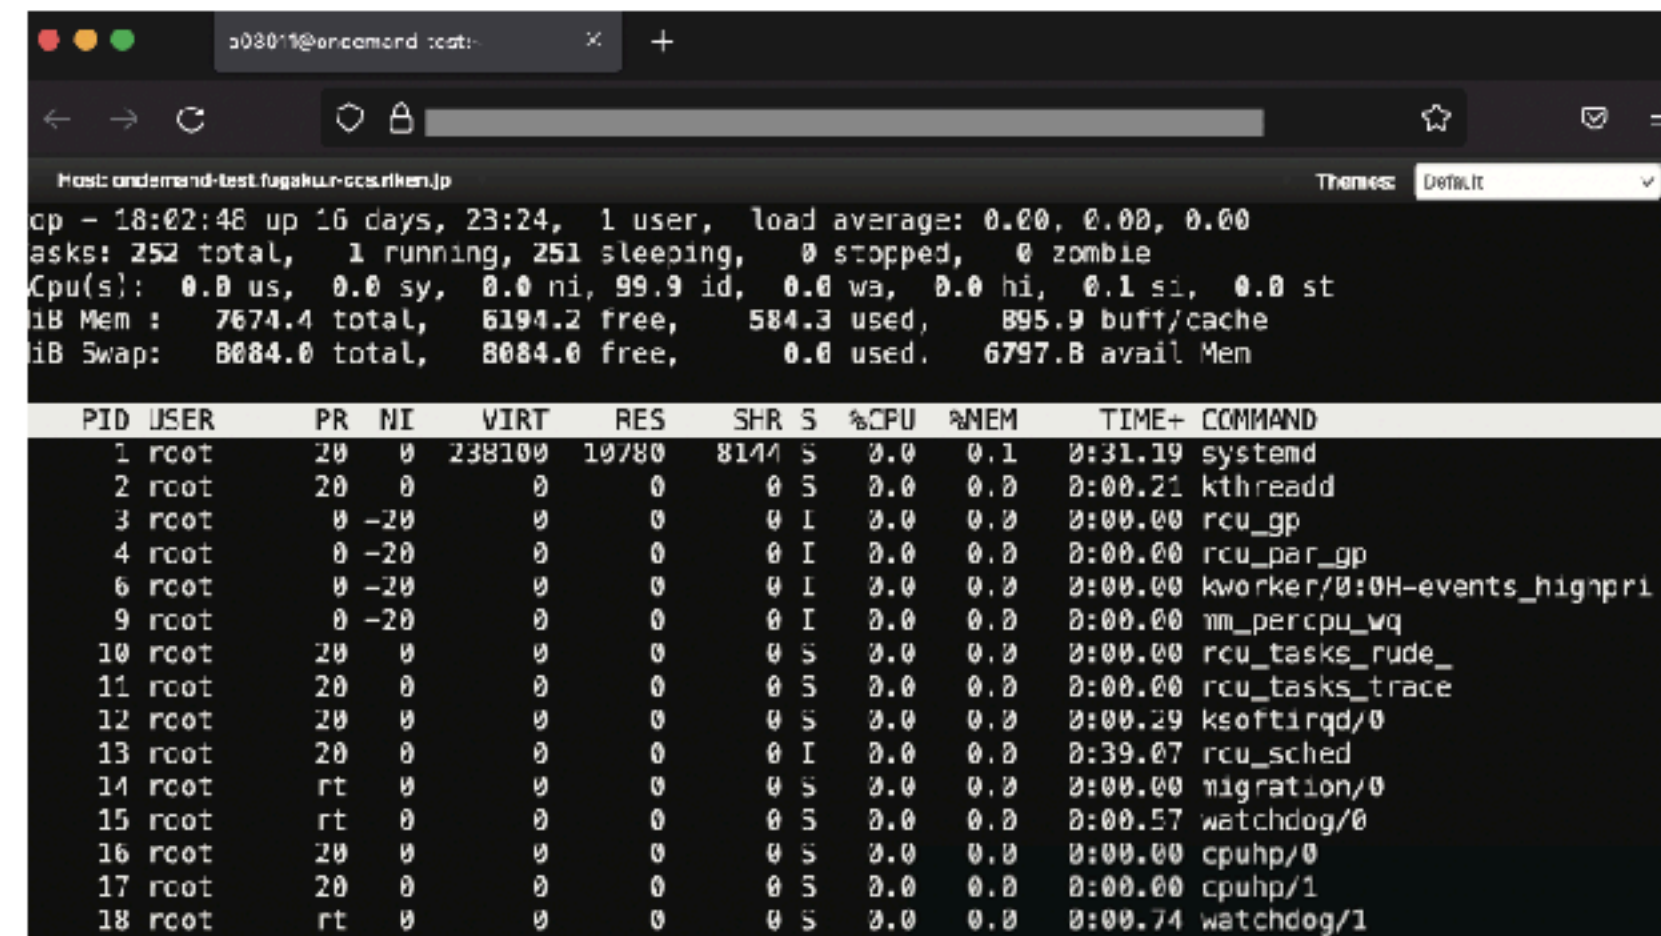 a03011@ondemand-test:~
Host: ondemand-test.fugaku.r-ccs.riken.jp Themes: Default
op - 18:02:48 up 16 days, 23:24, 1 user, load average: 0.00, 0.00, 0.00
asks: 252 total, 1 running, 251 sleeping, 0 stopped, 0 zombie
Cpu(s): 0.0 us, 0.0 sy, 0.0 ni, 99.9 id, 0.0 wa, 0.0 hi, 0.1 si, 0.0 st
iB Mem : 7674.4 total, 6194.2 free, 584.3 used, 895.9 buff/cache
iB Swap: 8084.0 total, 8084.0 free, 0.0 used. 6797.8 avail Mem
PID USER PR NI VIRT RES SHR S %CPU %MEM TIME+ COMMAND
1 root 20 0 238100 10780 8144 S 0.0 0.1 0:31.19 systemd
2 root 20 0 0 0 0 S 0.0 0.0 0:00.21 kthreadd
3 root 0 -20 0 0 0 I 0.0 0.0 0:00.00 rcu_gp
4 root 0 -20 0 0 0 I 0.0 0.0 0:00.00 rcu_par_gp
6 root 0 -20 0 0 0 I 0.0 0.0 0:00.00 kworker/0:0H-events_highpri
9 root 0 -20 0 0 0 I 0.0 0.0 0:00.00 mm_percpu_wq
10 root 20 0 0 0 0 S 0.0 0.0 0:00.00 rcu_tasks_rude_
11 root 20 0 0 0 0 S 0.0 0.0 0:00.00 rcu_tasks_trace
12 root 20 0 0 0 0 S 0.0 0.0 0:00.29 ksoftirqd/0
13 root 20 0 0 0 0 I 0.0 0.0 0:39.07 rcu_sched
14 root rt 0 0 0 0 S 0.0 0.0 0:00.00 migration/0
15 root rt 0 0 0 0 S 0.0 0.0 0:00.57 watchdog/0
16 root 20 0 0 0 0 S 0.0 0.0 0:00.00 cpuhp/0
17 root 20 0 0 0 0 S 0.0 0.0 0:00.00 cpuhp/1
18 root rt 0 0 0 0 S 0.0 0.0 0:00.74 watchdog/1